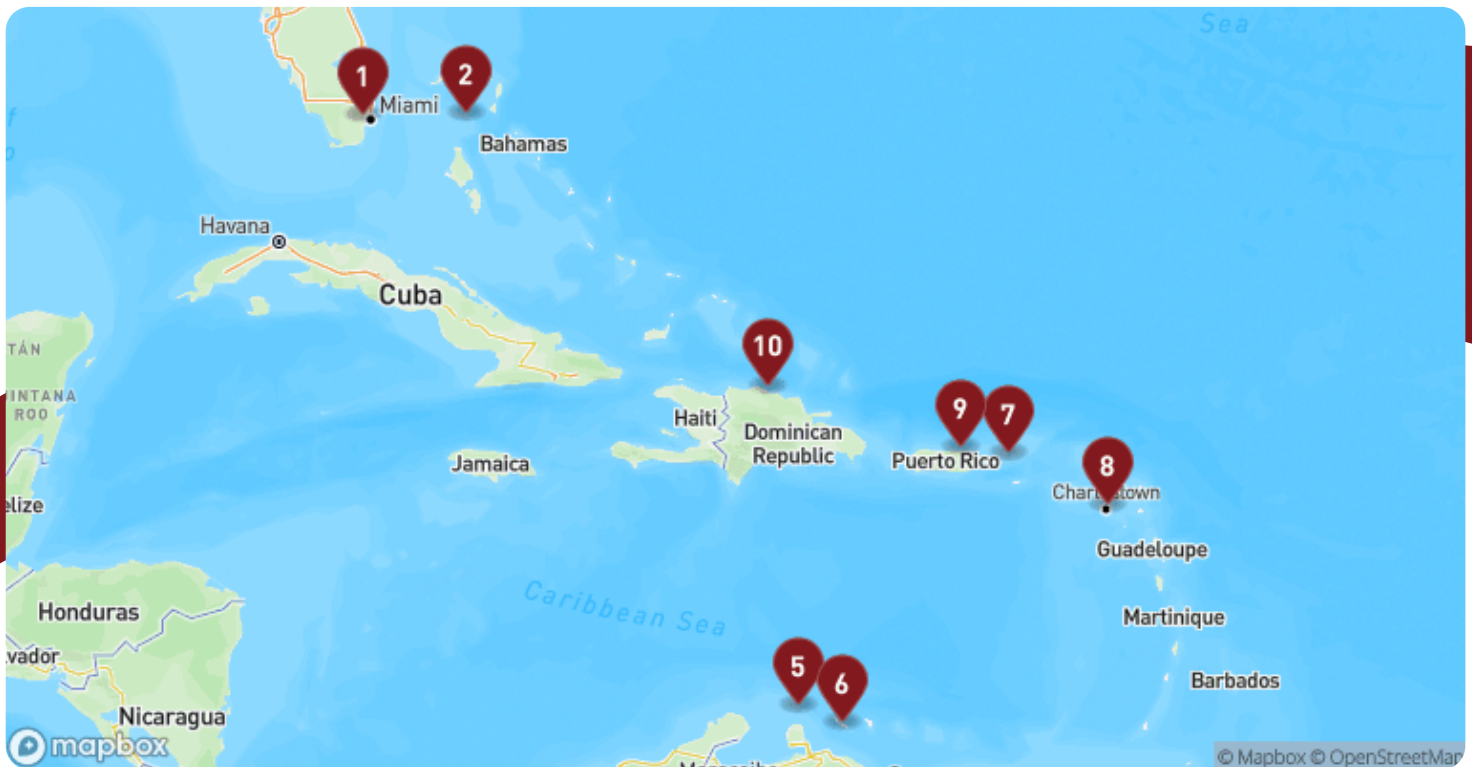 Sea
1
2
Miami
Bahamas
Havana
Cuba
TÁN
INTANA
ROO
10
9
7
Haiti
Dominican
Republic
Puerto Rico
Jamaica
8
elize
Guadeloupe
Caribbean Sea
Honduras
Martinique
vador
5
6
Barbados
Nicaragua
mapbox
© Mapbox © OpenStreetMap